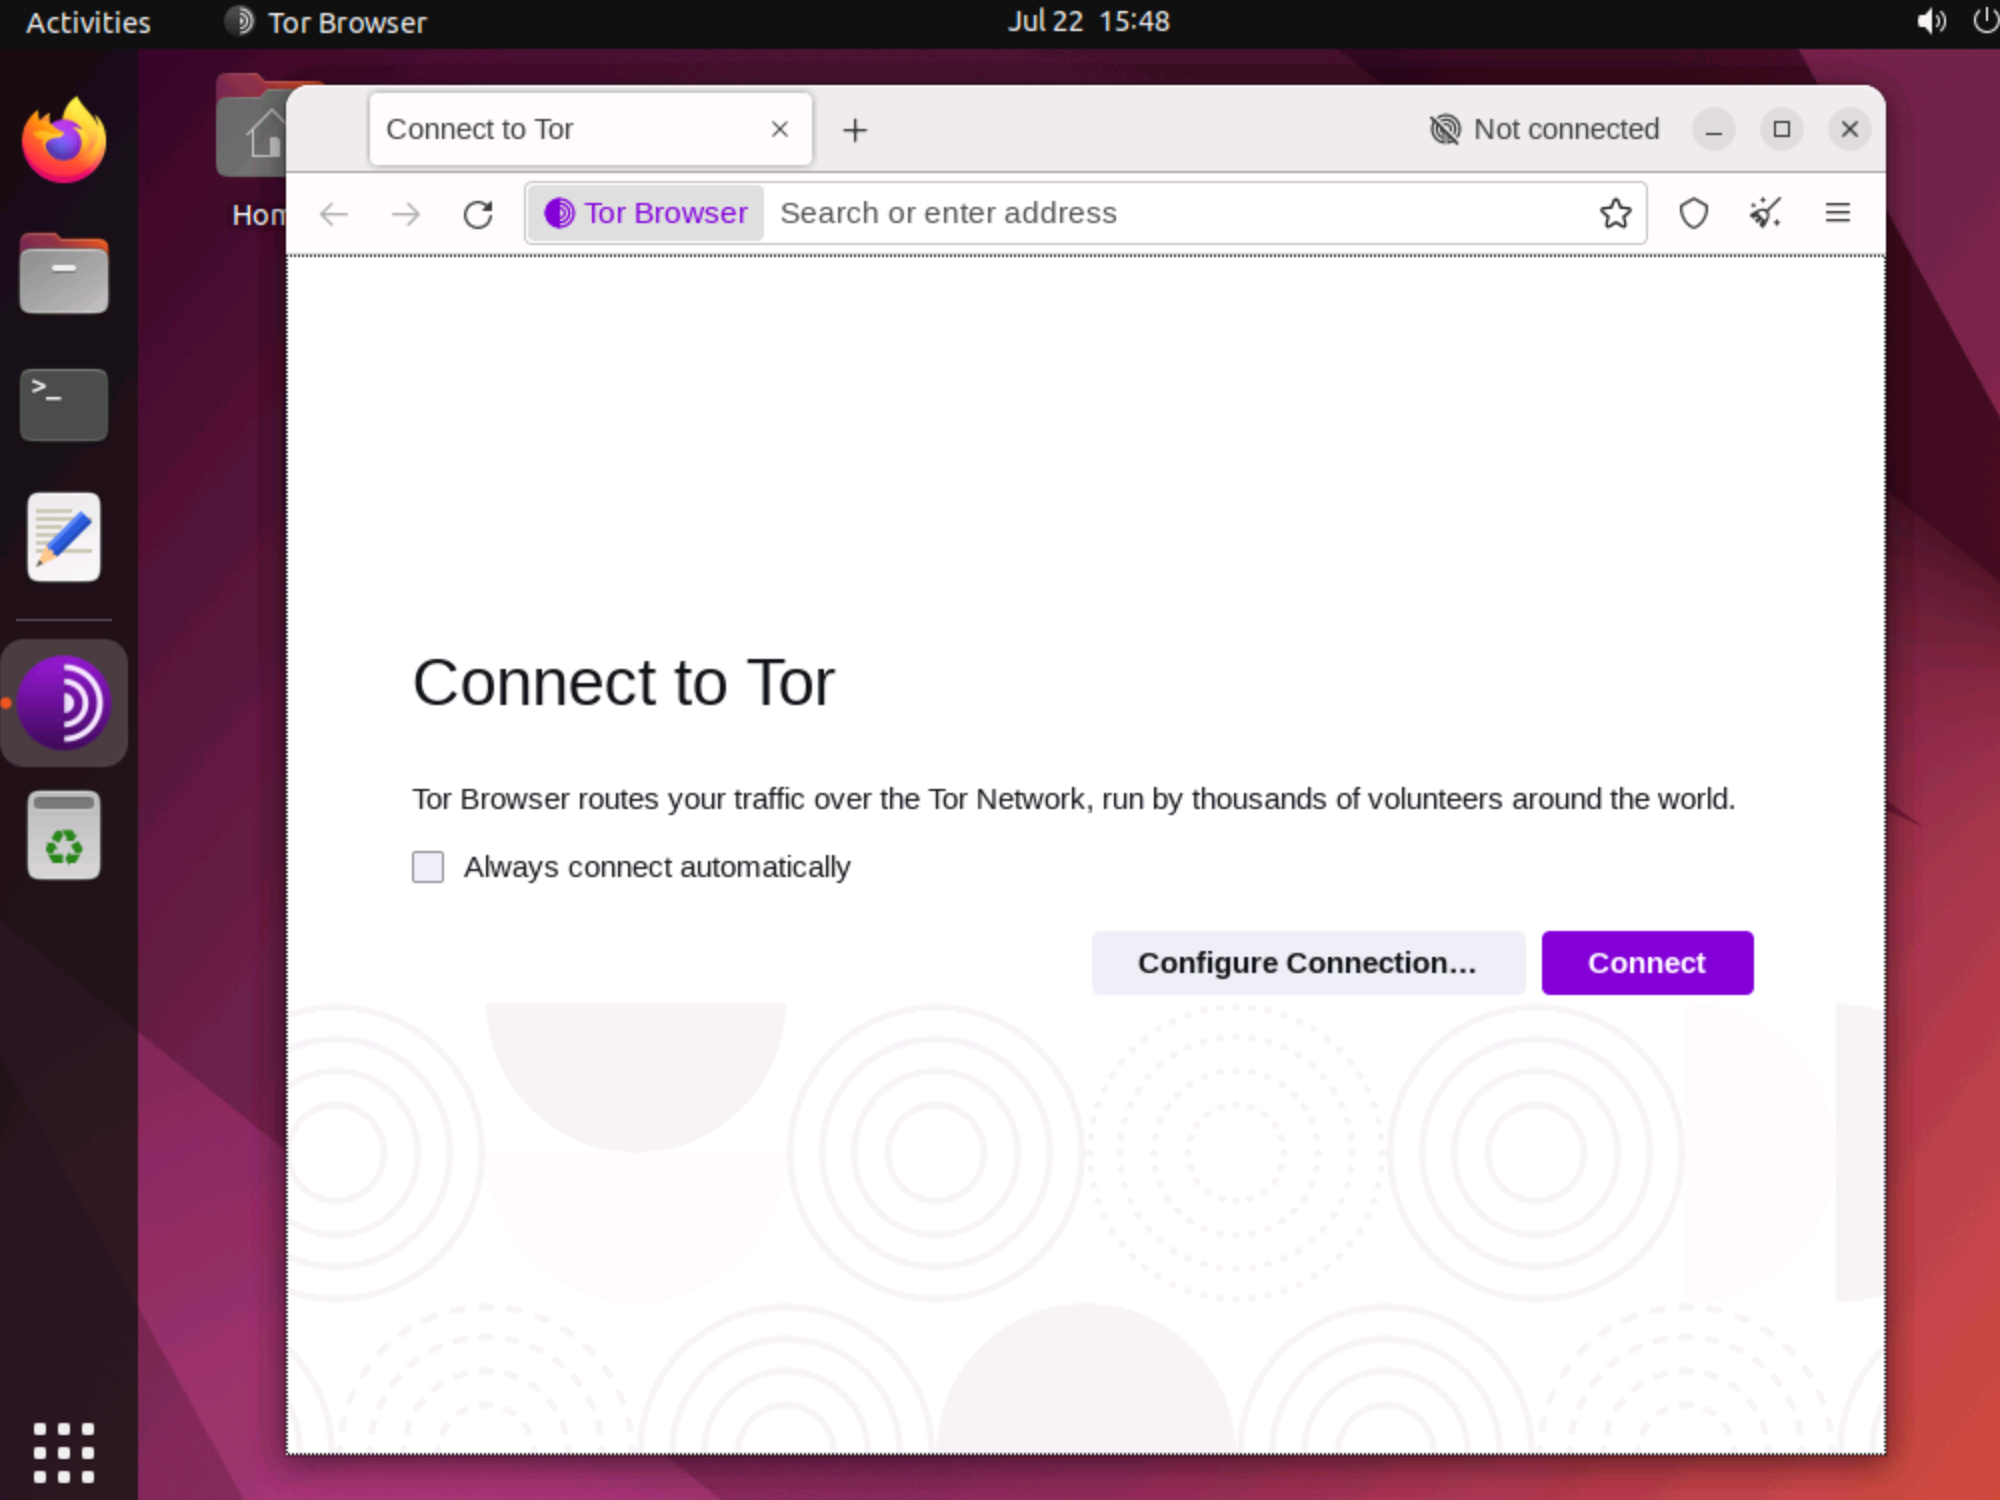 Activities
Tor Browser
Jul 22 15:48
Connect to Tor
Not connected
Tor Browser
Search or enter address
Connect to Tor
Tor Browser routes your traffic over the Tor Network, run by thousands of volunteers around the world.
Always connect automatically
Configure Connection…
Connect